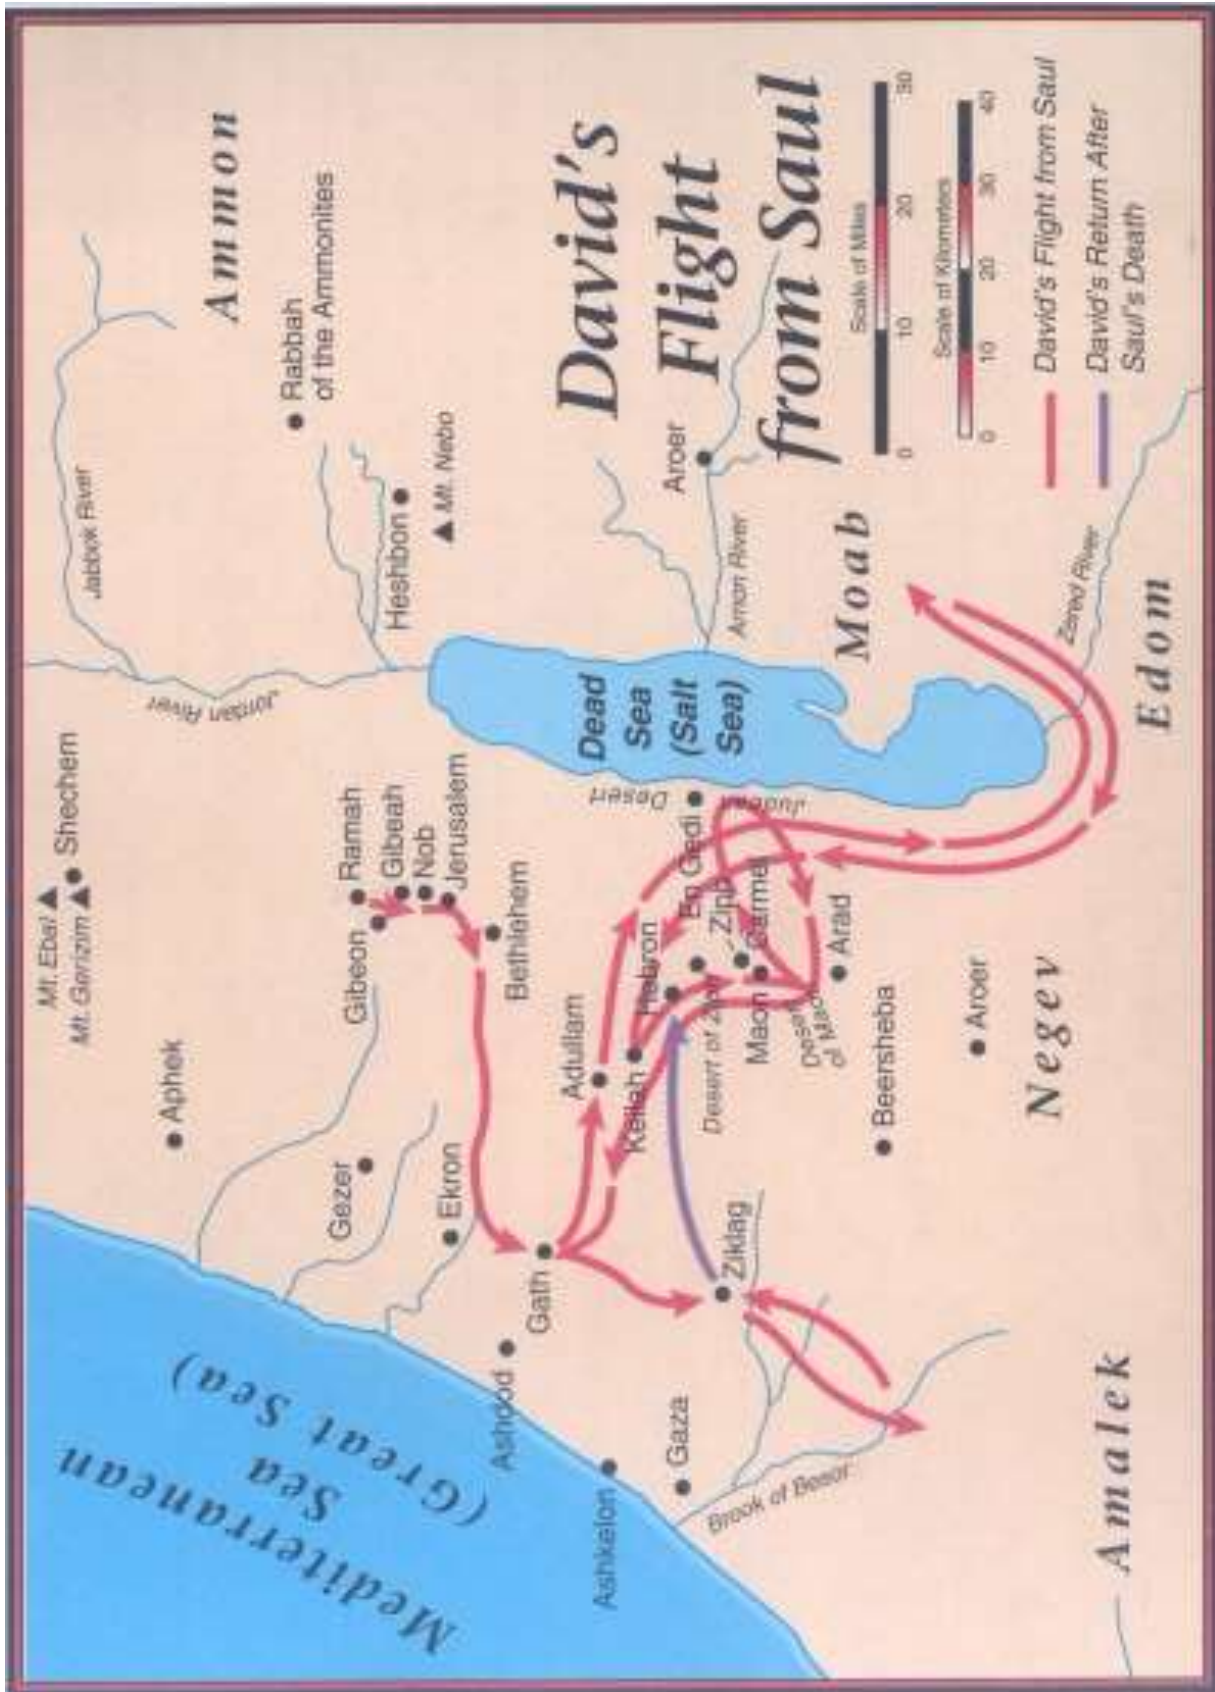 David's
Flight
from Saul
Scale of Miles
0 10 20 30
Scale of Kilometers
0 10 20 30 40
David's Flight from Saul
David's Return After
Saul's Death
Mediterranean
Sea
(Great Sea)
Mt. Ebal
Mt. Gerizim
Shechem
Jabbok River
Jordan River
Ammon
Rabbah
of the Ammonites
Aphek
Gezer
Ekron
Gibeon
Ramah
Gibeah
Nob
Jerusalem
Bethlehem
Heshbon
Mt. Nebo
Ashdod
Gath
Ashkelon
Gaza
Adullam
Keilah
Hebron
En Gedi
Ziph
Carmel
Maon
Desert of Ziph
Desert
of Maon
Judean
Desert
Dead
Sea
(Salt
Sea)
Aroer
Arnon River
Moab
Ziklag
Brook of Besor
Beersheba
Arad
Aroer
Negev
Zered River
Edom
Amalek